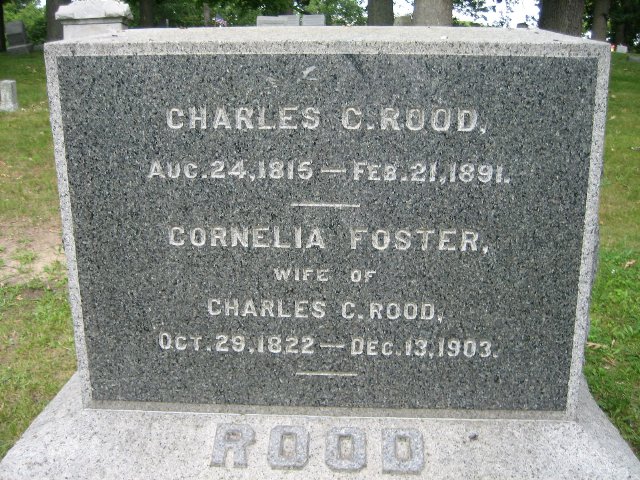 CHARLES C. ROOD,
AUG. 24, 1815 — FEB. 21, 1891.
CORNELIA FOSTER,
WIFE OF
CHARLES C. ROOD,
OCT. 29, 1822 — DEC. 13, 1903.
ROOD